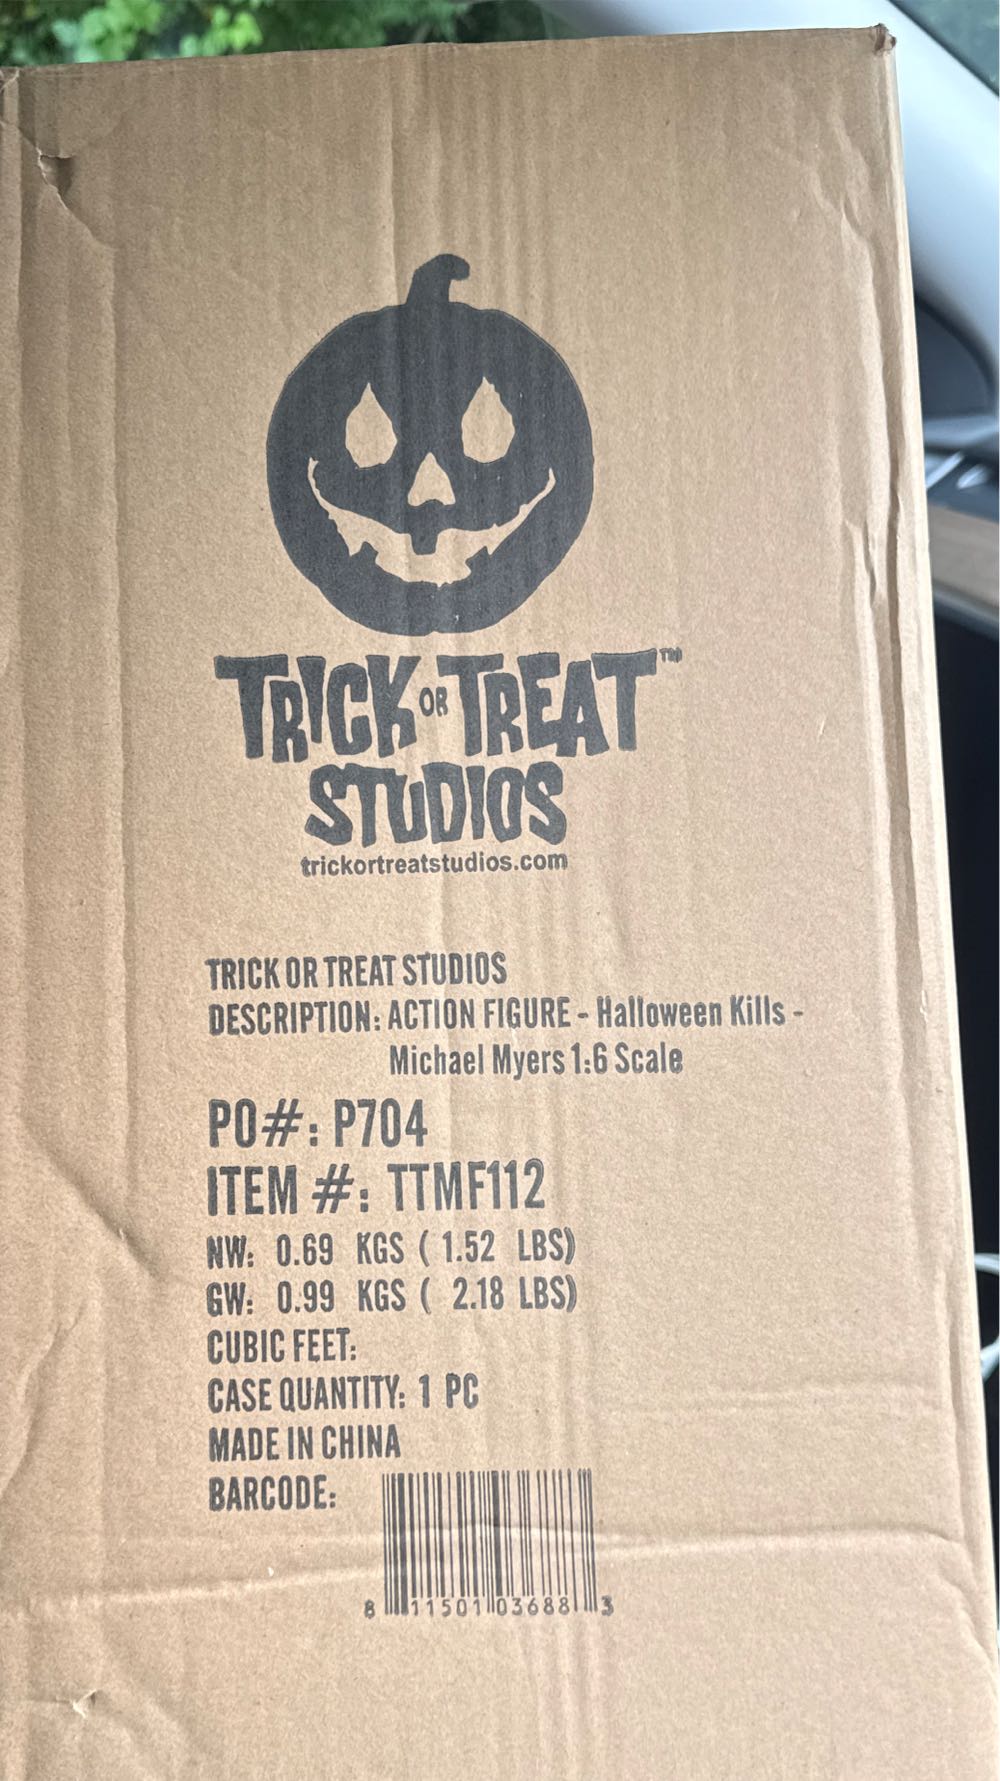 TRICK OR TREAT™
STUDIOS
trickortreatstudios.com
TRICK OR TREAT STUDIOS
DESCRIPTION: ACTION FIGURE - Halloween Kills -
Michael Myers 1:6 Scale
PO#: P704
ITEM #: TTMF112
NW: 0.69 KGS ( 1.52 LBS)
GW: 0.99 KGS ( 2.18 LBS)
CUBIC FEET:
CASE QUANTITY: 1 PC
MADE IN CHINA
BARCODE:
8 11501 03688 3